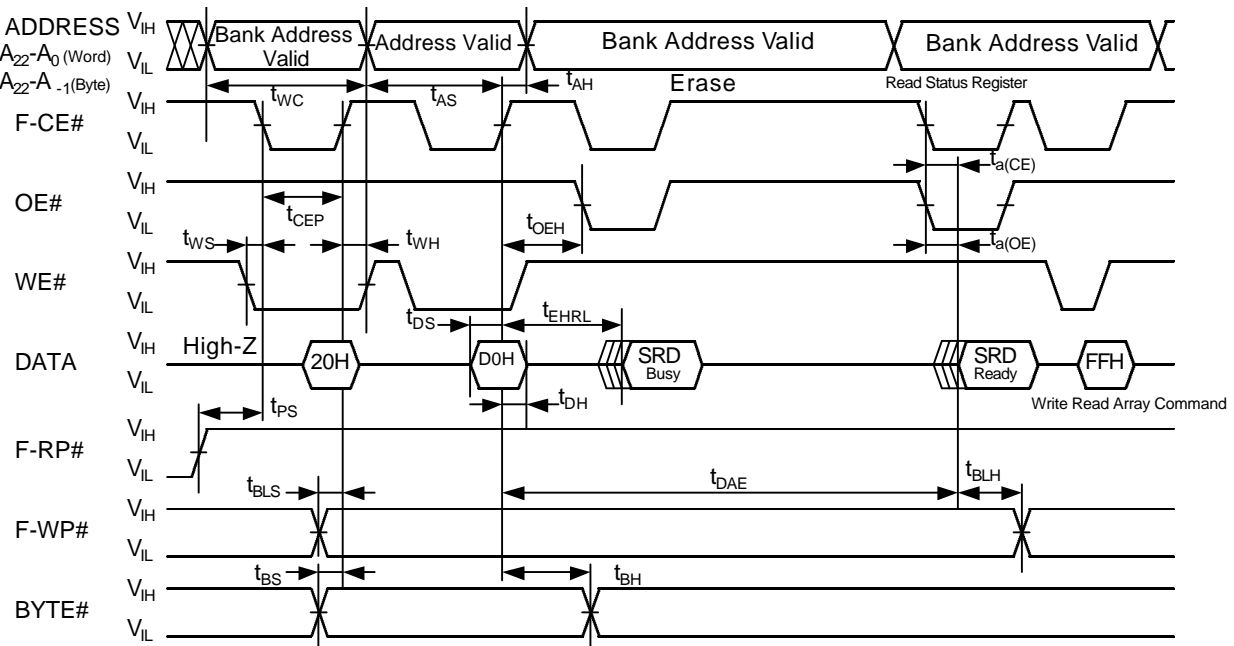 ADDRESS VIH Bank Address Valid Address Valid Bank Address Valid Bank Address Valid
A22-A0 (Word) VIL
A22-A -1(Byte)
tWC tAS tAH Erase Read Status Register
F-CE# VIH
VIL
ta(CE)
OE# VIH
VIL
tCEP tOEH
tWS tWH ta(OE)
WE# VIH
VIL
tDS tEHRL
DATA VIH High-Z 20H D0H SRD Busy SRD Ready FFH
VIL
tPS tDH Write Read Array Command
F-RP# VIH
VIL
tBLS tDAE tBLH
F-WP# VIH
VIL
tBS tBH
BYTE# VIH
VIL